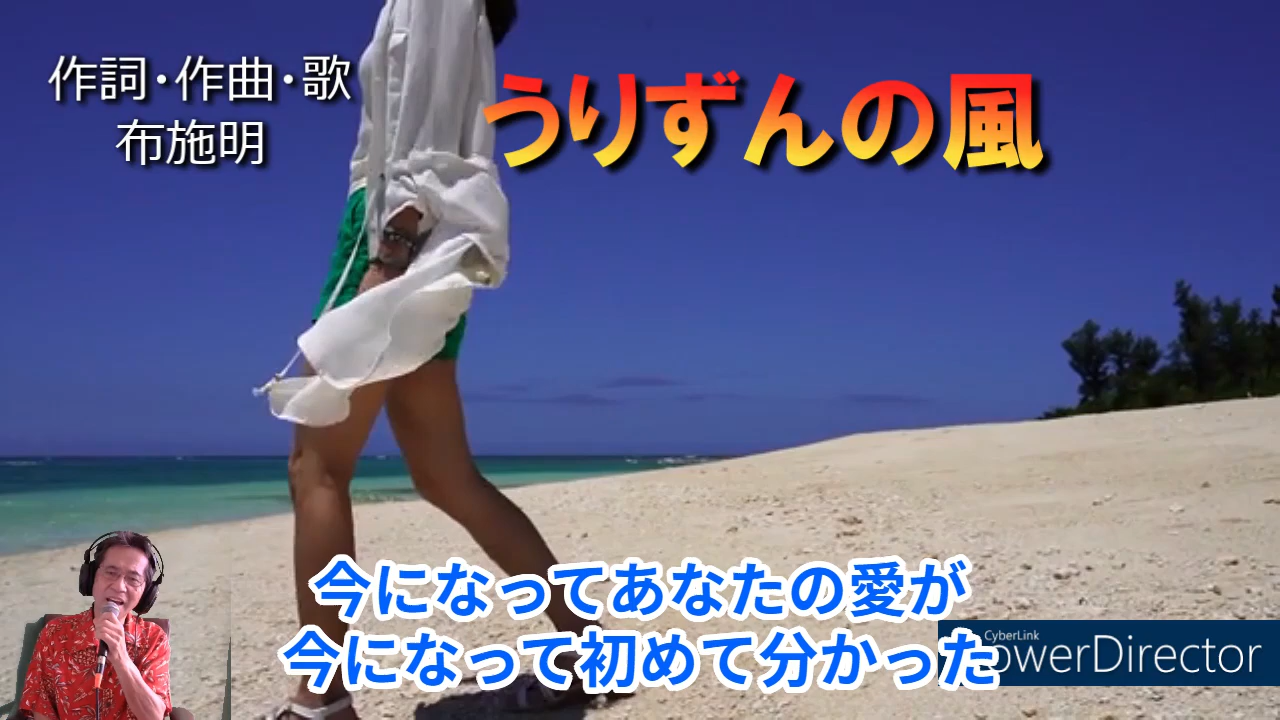 作詞・作曲・歌
布施明
うりずんの風
今になってあなたの愛が
今になって初めて分かった
CyberLink
PowerDirector